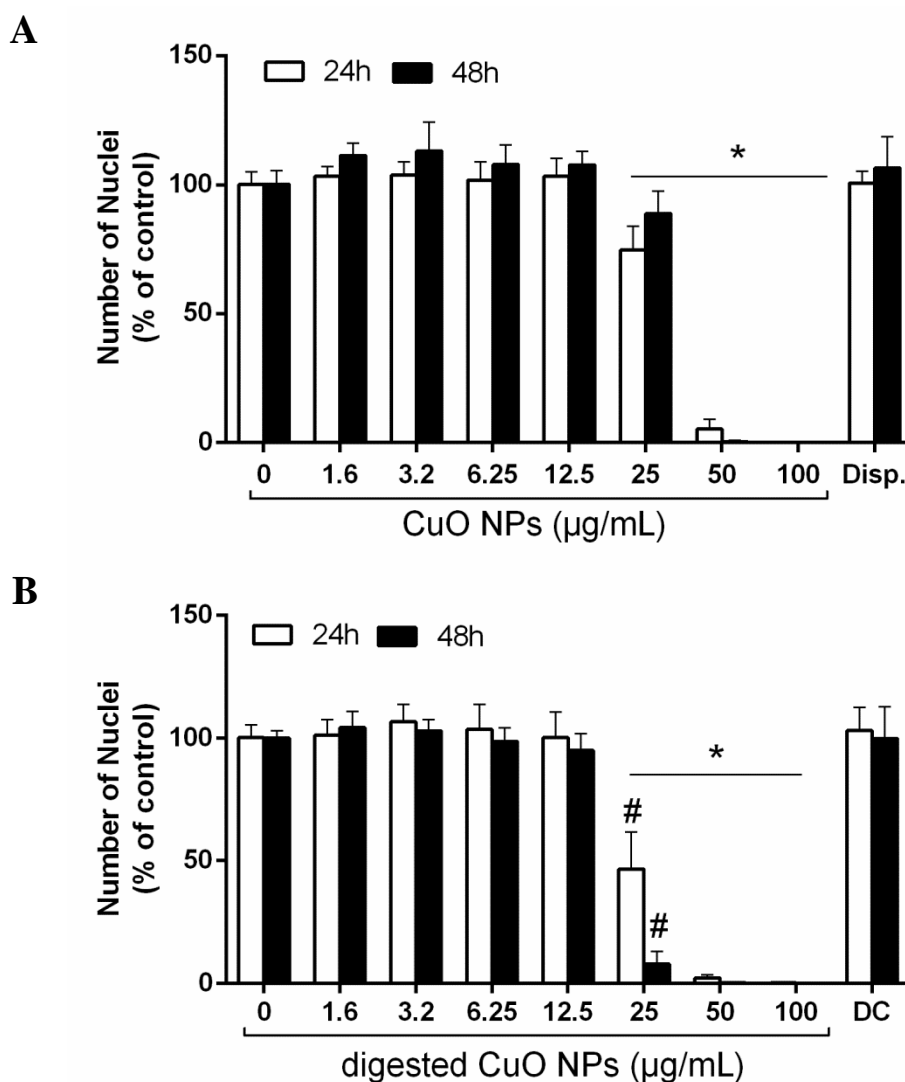 A
Number of Nuclei
(% of control)
150
100
50
0
24h 48h
*
0 1.6 3.2 6.25 12.5 25 50 100 Disp.
CuO NPs (µg/mL)
B
Number of Nuclei
(% of control)
150
100
50
0
24h 48h
*
#
#
0 1.6 3.2 6.25 12.5 25 50 100 DC
digested CuO NPs (µg/mL)